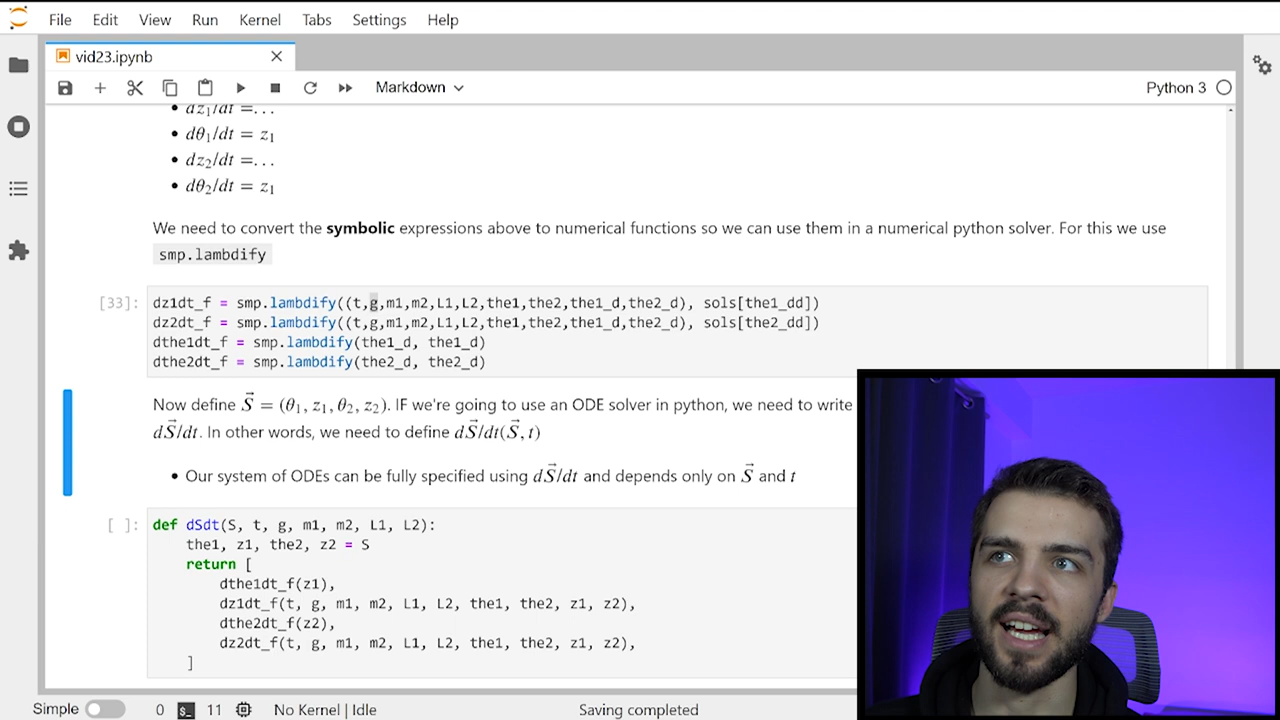 File Edit View Run Kernel Tabs Settings Help
vid23.ipynb
Markdown
Python 3
• dz₁/dt =...
• dθ₁/dt = z₁
• dz₂/dt =...
• dθ₂/dt = z₁
We need to convert the symbolic expressions above to numerical functions so we can use them in a numerical python solver. For this we use
smp.lambdify
[33]:
dz1dt_f = smp.lambdify((t,g,m1,m2,L1,L2,the1,the2,the1_d,the2_d), sols[the1_dd])
dz2dt_f = smp.lambdify((t,g,m1,m2,L1,L2,the1,the2,the1_d,the2_d), sols[the2_dd])
dthe1dt_f = smp.lambdify(the1_d, the1_d)
dthe2dt_f = smp.lambdify(the2_d, the2_d)
Now define S⃗ = (θ₁, z₁, θ₂, z₂). IF we're going to use an ODE solver in python, we need to write
dS⃗/dt. In other words, we need to define dS⃗/dt(S⃗, t)
• Our system of ODEs can be fully specified using dS⃗/dt and depends only on S⃗ and t
[ ]:
def dSdt(S, t, g, m1, m2, L1, L2):
    the1, z1, the2, z2 = S
    return [
        dthe1dt_f(z1),
        dz1dt_f(t, g, m1, m2, L1, L2, the1, the2, z1, z2),
        dthe2dt_f(z2),
        dz2dt_f(t, g, m1, m2, L1, L2, the1, the2, z1, z2),
    ]
Simple 0 $_ 11 No Kernel | Idle Saving completed